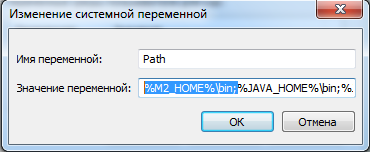 Изменение системной переменной
Имя переменной: Path
Значение переменной: %M2_HOME%\bin;%JAVA_HOME%\bin;%.
OK Отмена